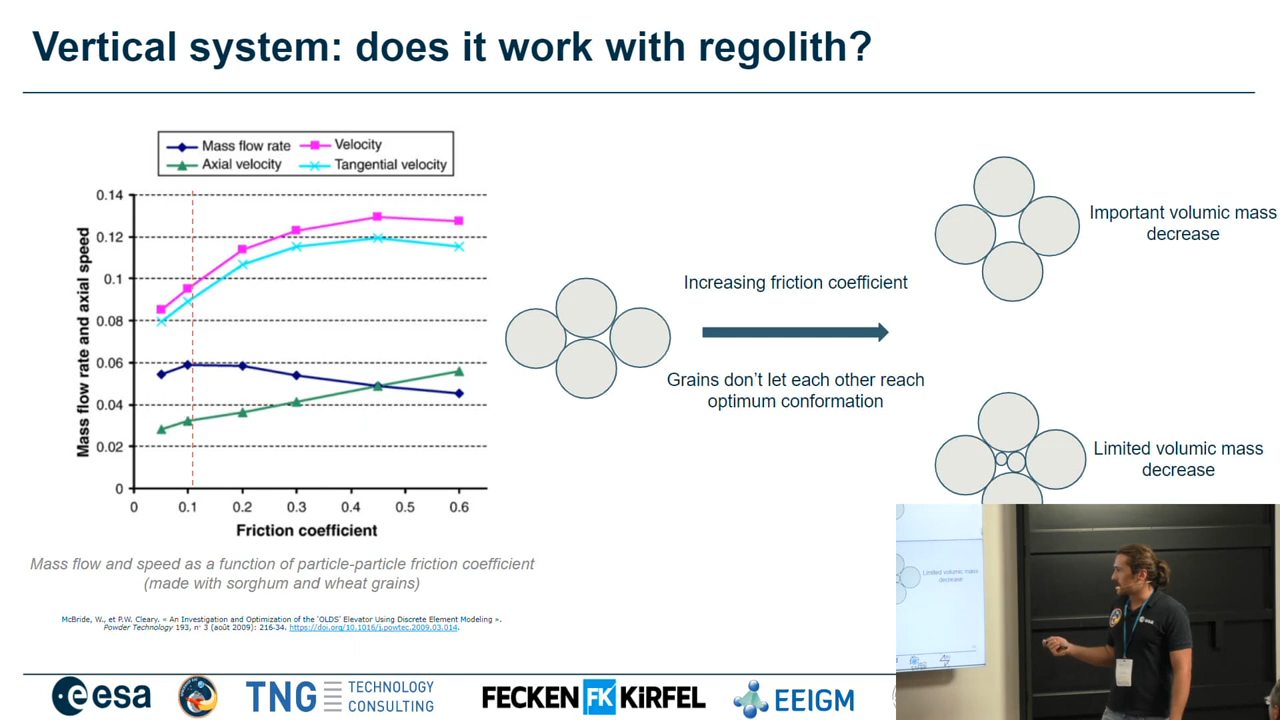 Vertical system: does it work with regolith?
Mass flow rate
Velocity
Axial velocity
Tangential velocity
0.14
0.12
0.1
0.08
0.06
0.04
0.02
0
Mass flow rate and axial speed
0 0.1 0.2 0.3 0.4 0.5 0.6
Friction coefficient
Mass flow and speed as a function of particle-particle friction coefficient
(made with sorghum and wheat grains)
McBride, W., et P.W. Cleary. « An Investigation and Optimization of the 'OLDS' Elevator Using Discrete Element Modeling ».
Powder Technology 193, nᵒ 3 (août 2009): 216-34. https://doi.org/10.1016/j.powtec.2009.03.014.
Increasing friction coefficient
Grains don't let each other reach
optimum conformation
Important volumic mass
decrease
Limited volumic mass
decrease
Limited volumic mass
decrease
esa
esa
TNG TECHNOLOGY
CONSULTING
FECKEN FK KiRFEL
EEIGM